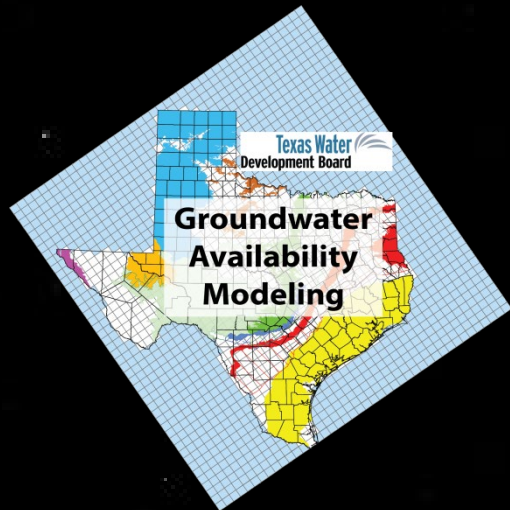 Texas Water
Development Board
Groundwater
Availability
Modeling